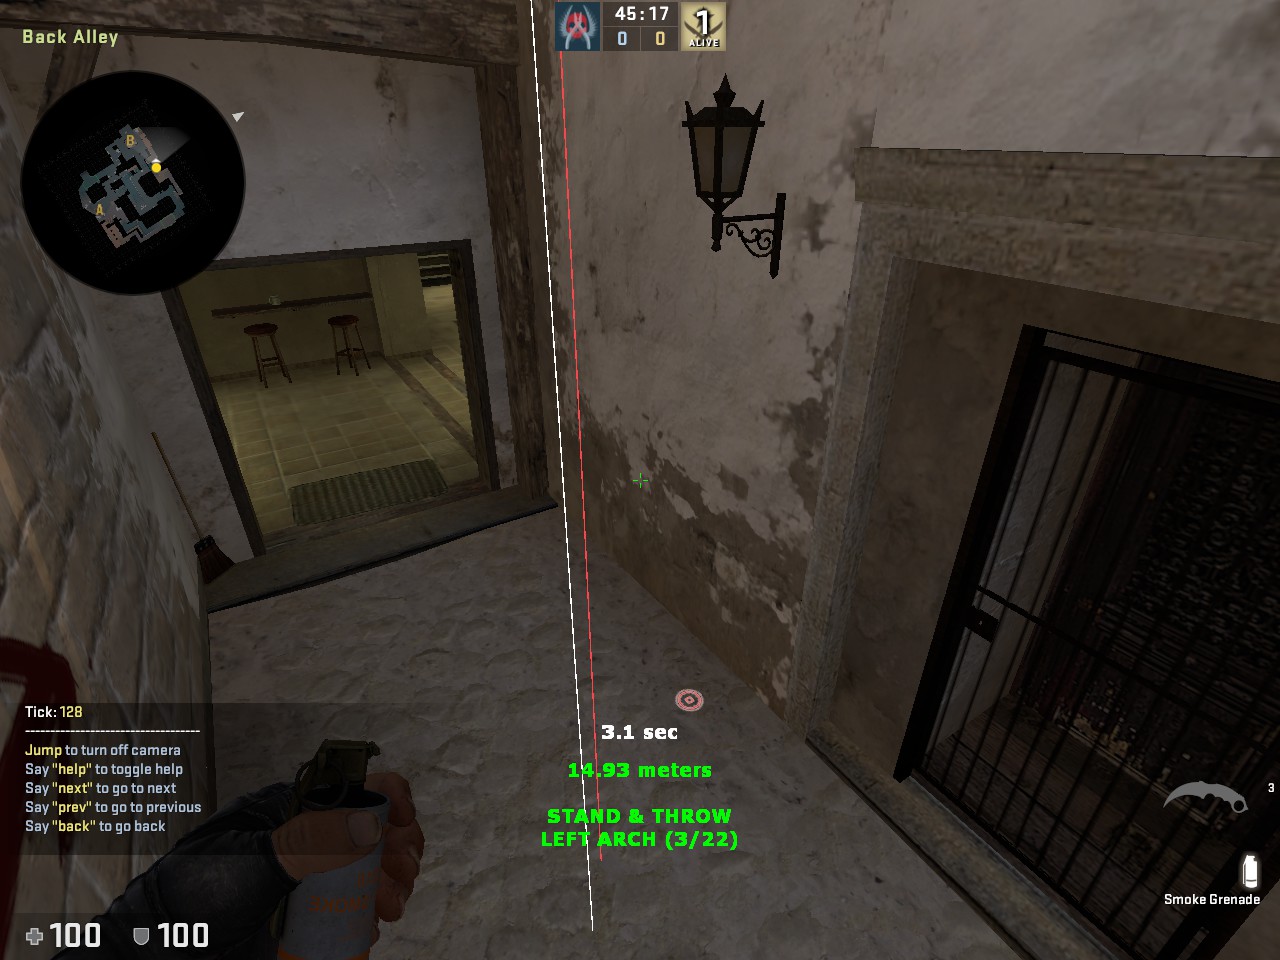 Back Alley
45:17
0 0
1
ALIVE
B
A
3.1 sec
14.93 meters
STAND & THROW
LEFT ARCH (3/22)
Tick: 128
---------------------------------
Jump to turn off camera
Say "help" to toggle help
Say "next" to go to next
Say "prev" to go to previous
Say "back" to go back
3
Smoke Grenade
100 100